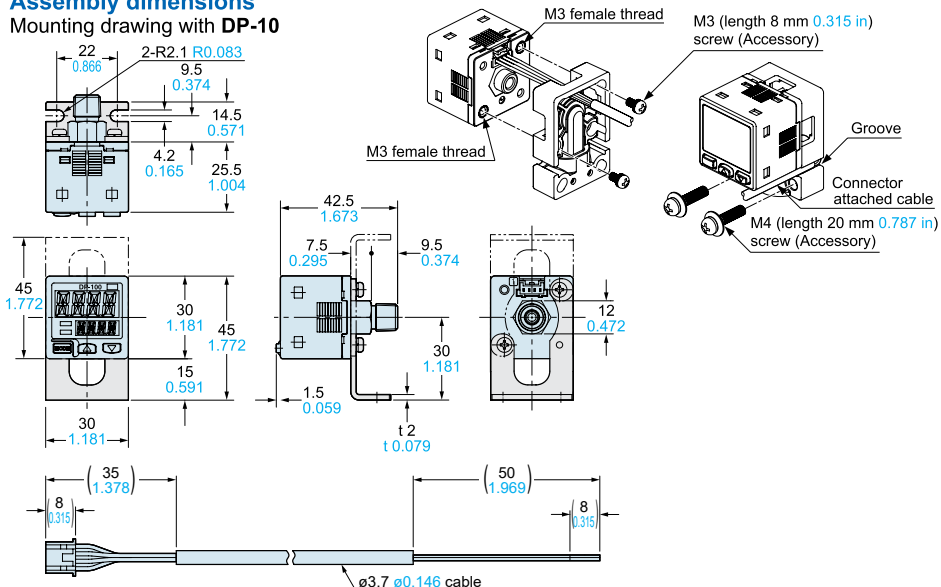 Assembly dimensions
Mounting drawing with DP-10
22
0.866
2-R2.1 R0.083
9.5
0.374
14.5
0.571
4.2
0.165
25.5
1.004
M3 female thread
M3 female thread
M3 (length 8 mm 0.315 in)
screw (Accessory)
Groove
Connector
attached cable
M4 (length 20 mm 0.787 in)
screw (Accessory)
45
1.772
DP-100
30
1.181
45
1.772
15
0.591
30
1.181
42.5
1.673
7.5
0.295
9.5
0.374
30
1.181
1.5
0.059
t 2
t 0.079
12
0.472
(35
1.378)
(8
0.315)
(50
1.969)
(8
0.315)
ø3.7 ø0.146 cable